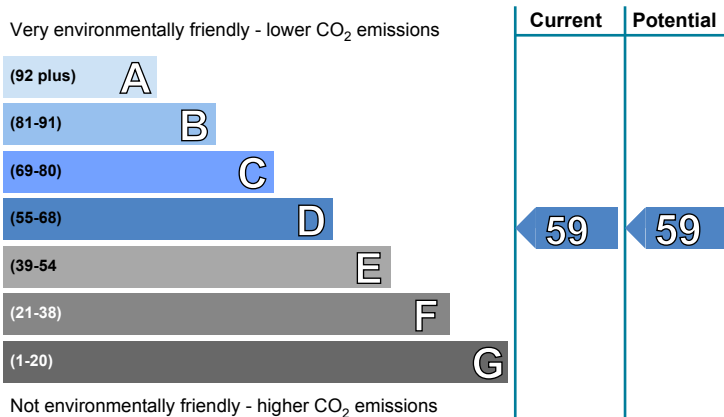 Current Potential
Very environmentally friendly - lower CO₂ emissions
(92 plus) A
(81-91) B
(69-80) C
(55-68) D
59 59
(39-54 E
(21-38) F
(1-20) G
Not environmentally friendly - higher CO₂ emissions